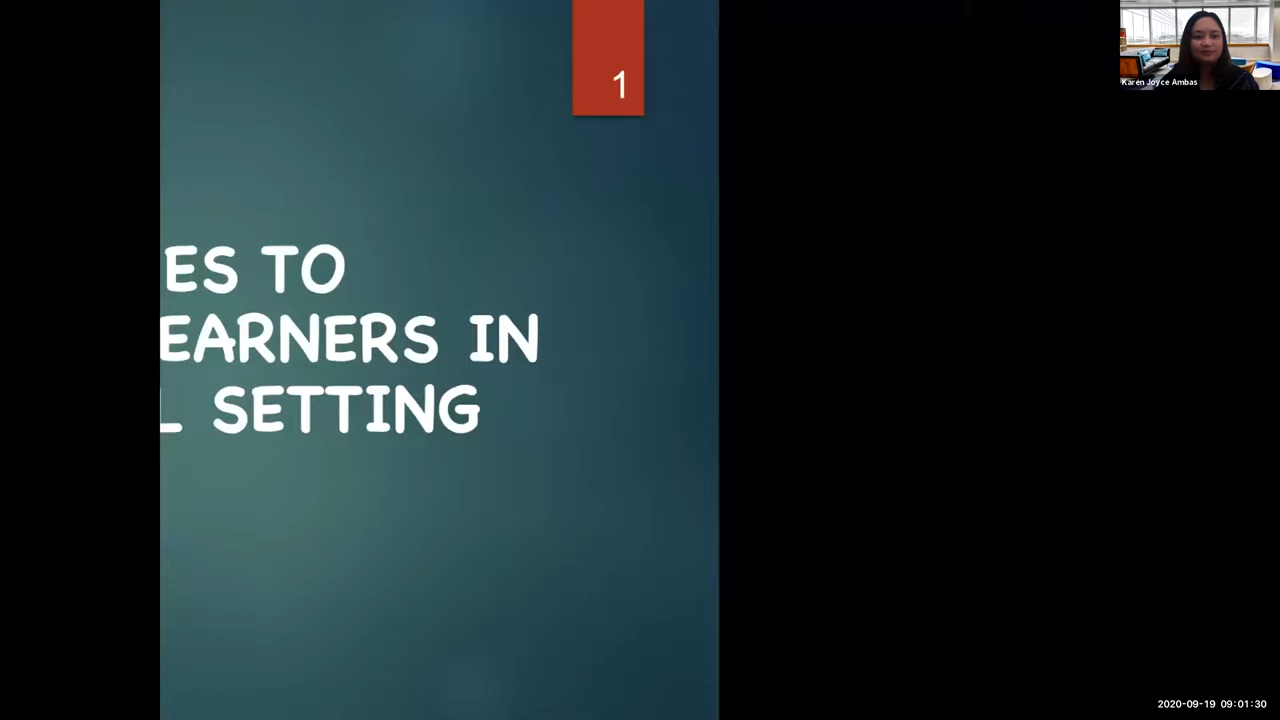 1
Karen Joyce Ambas
ES TO
EARNERS IN
L SETTING
2020-09-19 09:01:30